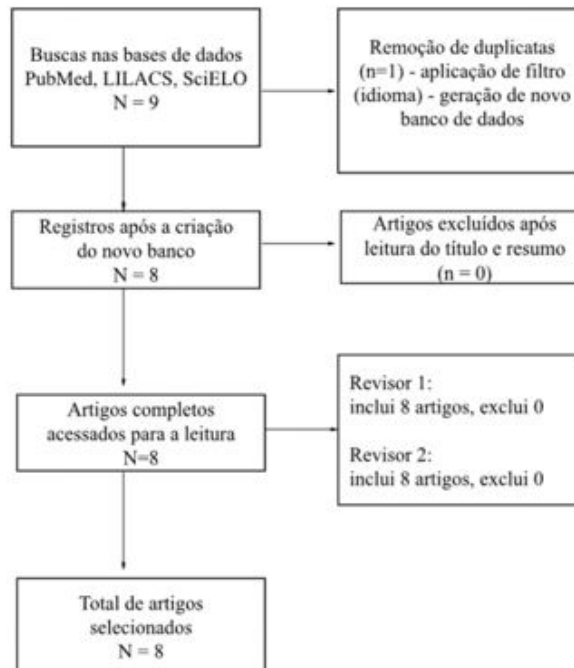 Buscas nas bases de dados
PubMed, LILACS, SciELO
N = 9
Remoção de duplicatas
(n=1) - aplicação de filtro
(idioma) - geração de novo
banco de dados
Registros após a criação
do novo banco
N = 8
Artigos excluídos após
leitura do título e resumo
(n = 0)
Artigos completos
acessados para a leitura
N=8
Revisor 1:
inclui 8 artigos, exclui 0
Revisor 2:
inclui 8 artigos, exclui 0
Total de artigos
selecionados
N = 8